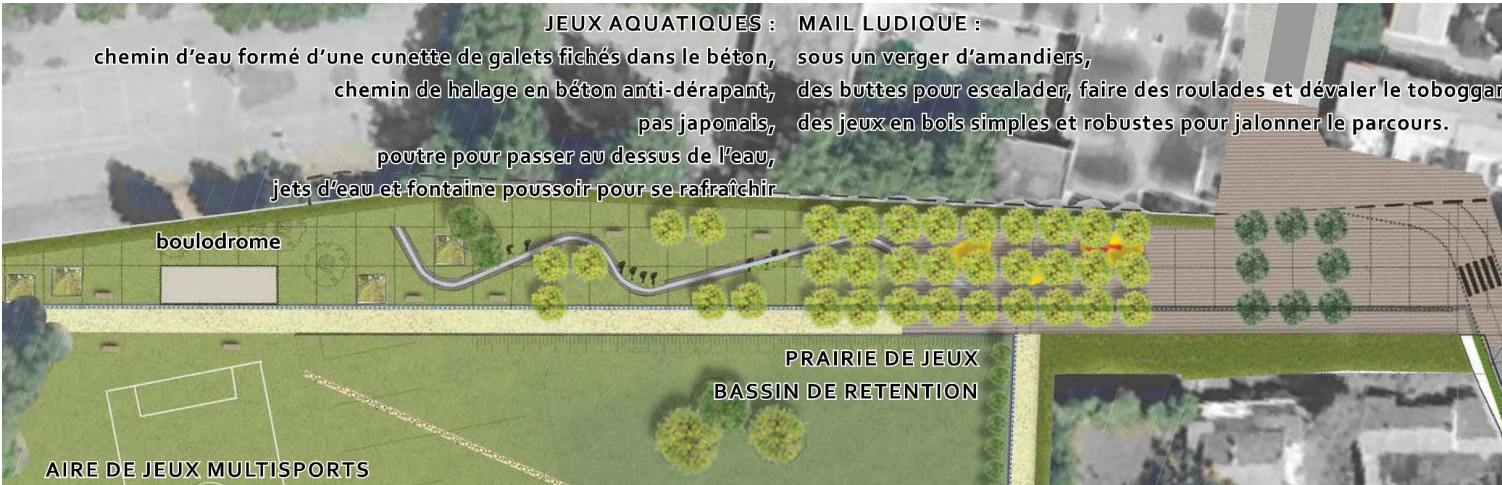 JEUX AQUATIQUES :
chemin d'eau formé d'une cunette de galets fichés dans le béton,
chemin de halage en béton anti-dérapant,
pas japonais,
poutre pour passer au dessus de l'eau,
jets d'eau et fontaine poussoir pour se rafraîchir
MAIL LUDIQUE :
sous un verger d'amandiers,
des buttes pour escalader, faire des roulades et dévaler le toboggan
des jeux en bois simples et robustes pour jalonner le parcours.
boulodrome
PRAIRIE DE JEUX
BASSIN DE RETENTION
AIRE DE JEUX MULTISPORTS